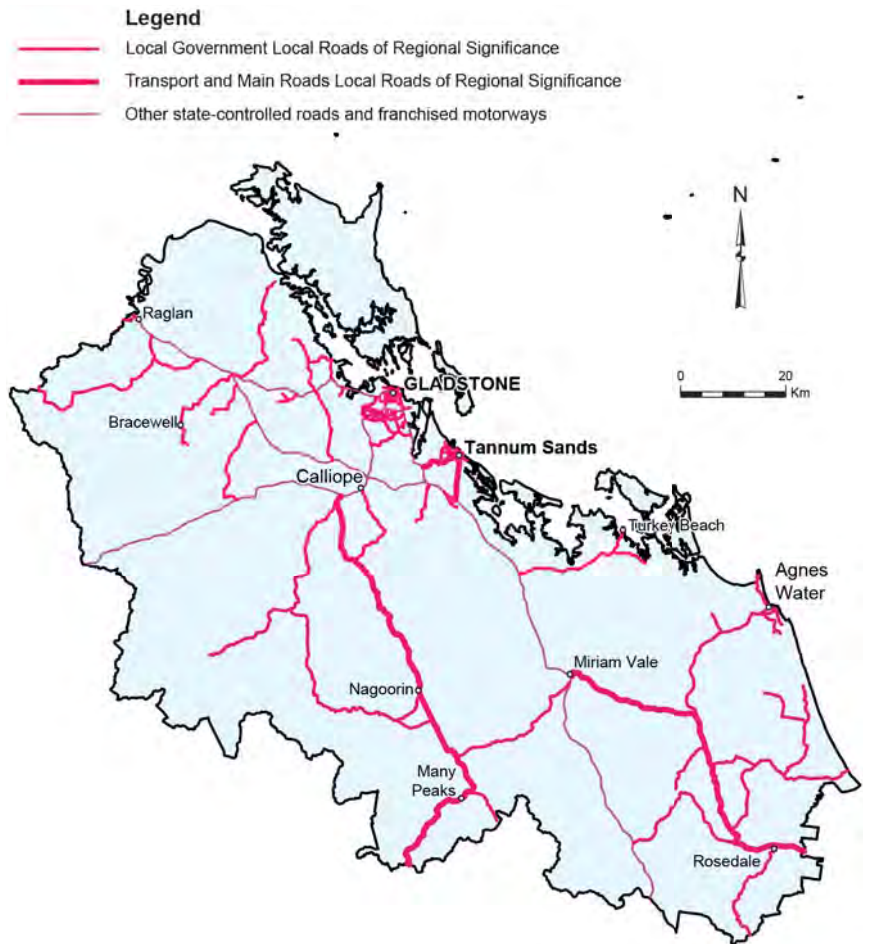 Legend
Local Government Local Roads of Regional Significance
Transport and Main Roads Local Roads of Regional Significance
Other state-controlled roads and franchised motorways
N
Raglan
GLADSTONE
0 20
Km
Bracewell
Tannum Sands
Calliope
Turkey Beach
Agnes
Water
Miriam Vale
Nagoorin
Many
Peaks
Rosedale